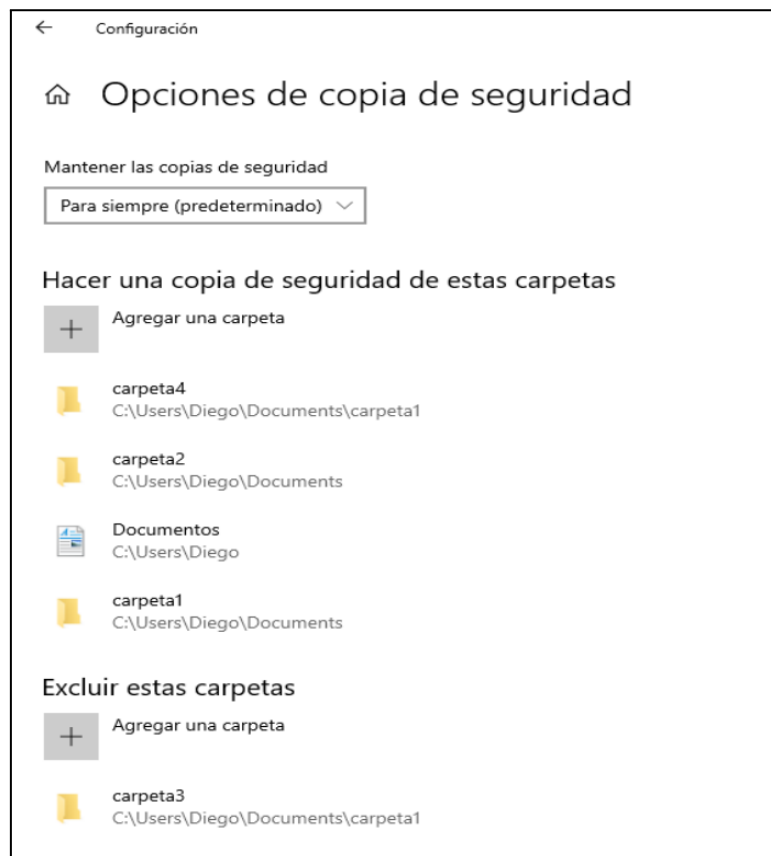 Configuración
Opciones de copia de seguridad
Mantener las copias de seguridad
Para siempre (predeterminado)
Hacer una copia de seguridad de estas carpetas
Agregar una carpeta
carpeta4
C:\Users\Diego\Documents\carpeta1
carpeta2
C:\Users\Diego\Documents
Documentos
C:\Users\Diego
carpeta1
C:\Users\Diego\Documents
Excluir estas carpetas
Agregar una carpeta
carpeta3
C:\Users\Diego\Documents\carpeta1